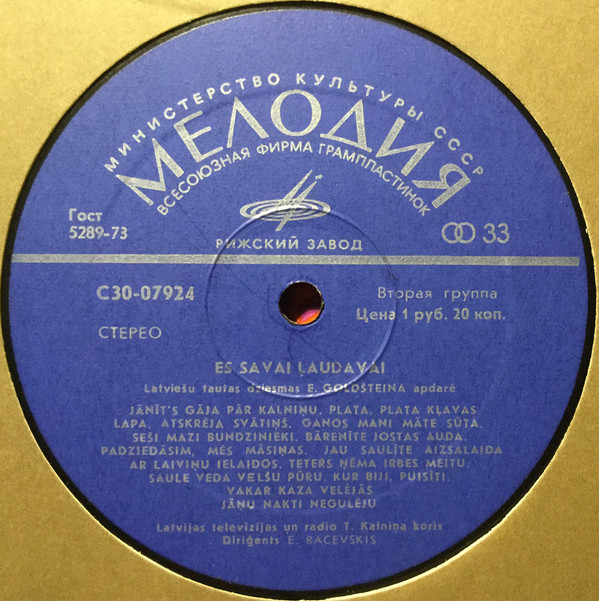 МИНИСТЕРСТВО КУЛЬТУРЫ СССР
МЕЛОДИЯ
ВСЕСОЮЗНАЯ ФИРМА ГРАМПЛАСТИНОК
Гост
5289-73
РИЖСКИЙ ЗАВОД
33
С30-07924
Вторая группа
Цена 1 руб. 20 коп.
СТЕРЕО
ES SAVAI ĻAUDAVAI
Latviešu tautas dziesmas E. GOLDŠTEINA apdarē
JĀNĪT'S GĀJA PĀR KALNIŅU, PLATA, PLATA KĻAVAS
LAPA, ATSKRĒJA SVĀTIŅŠ, GANOS MANI MĀTE SŪTA,
SEŠI MAZI BUNDZINIEKI, BĀRENĪTE JOSTAS AUDA,
PADZIEDĀSIM, MĒS MĀSIŅAS, JAU SAULĪTE AIZSALAIDA
AR LAIVIŅU IELAIDOS, TETERS ŅĒMA IRBES MEITU,
SAULE VEDA VELŠU PŪRU, KUR BIJI, PUISĪTI,
VAKAR KAZA VELĒJĀS
JĀŅU NAKTI NEGULĒJU
Latvijas televīzijas un radio T. Kalniņa koris
Diriģents E. RAČEVSKIS